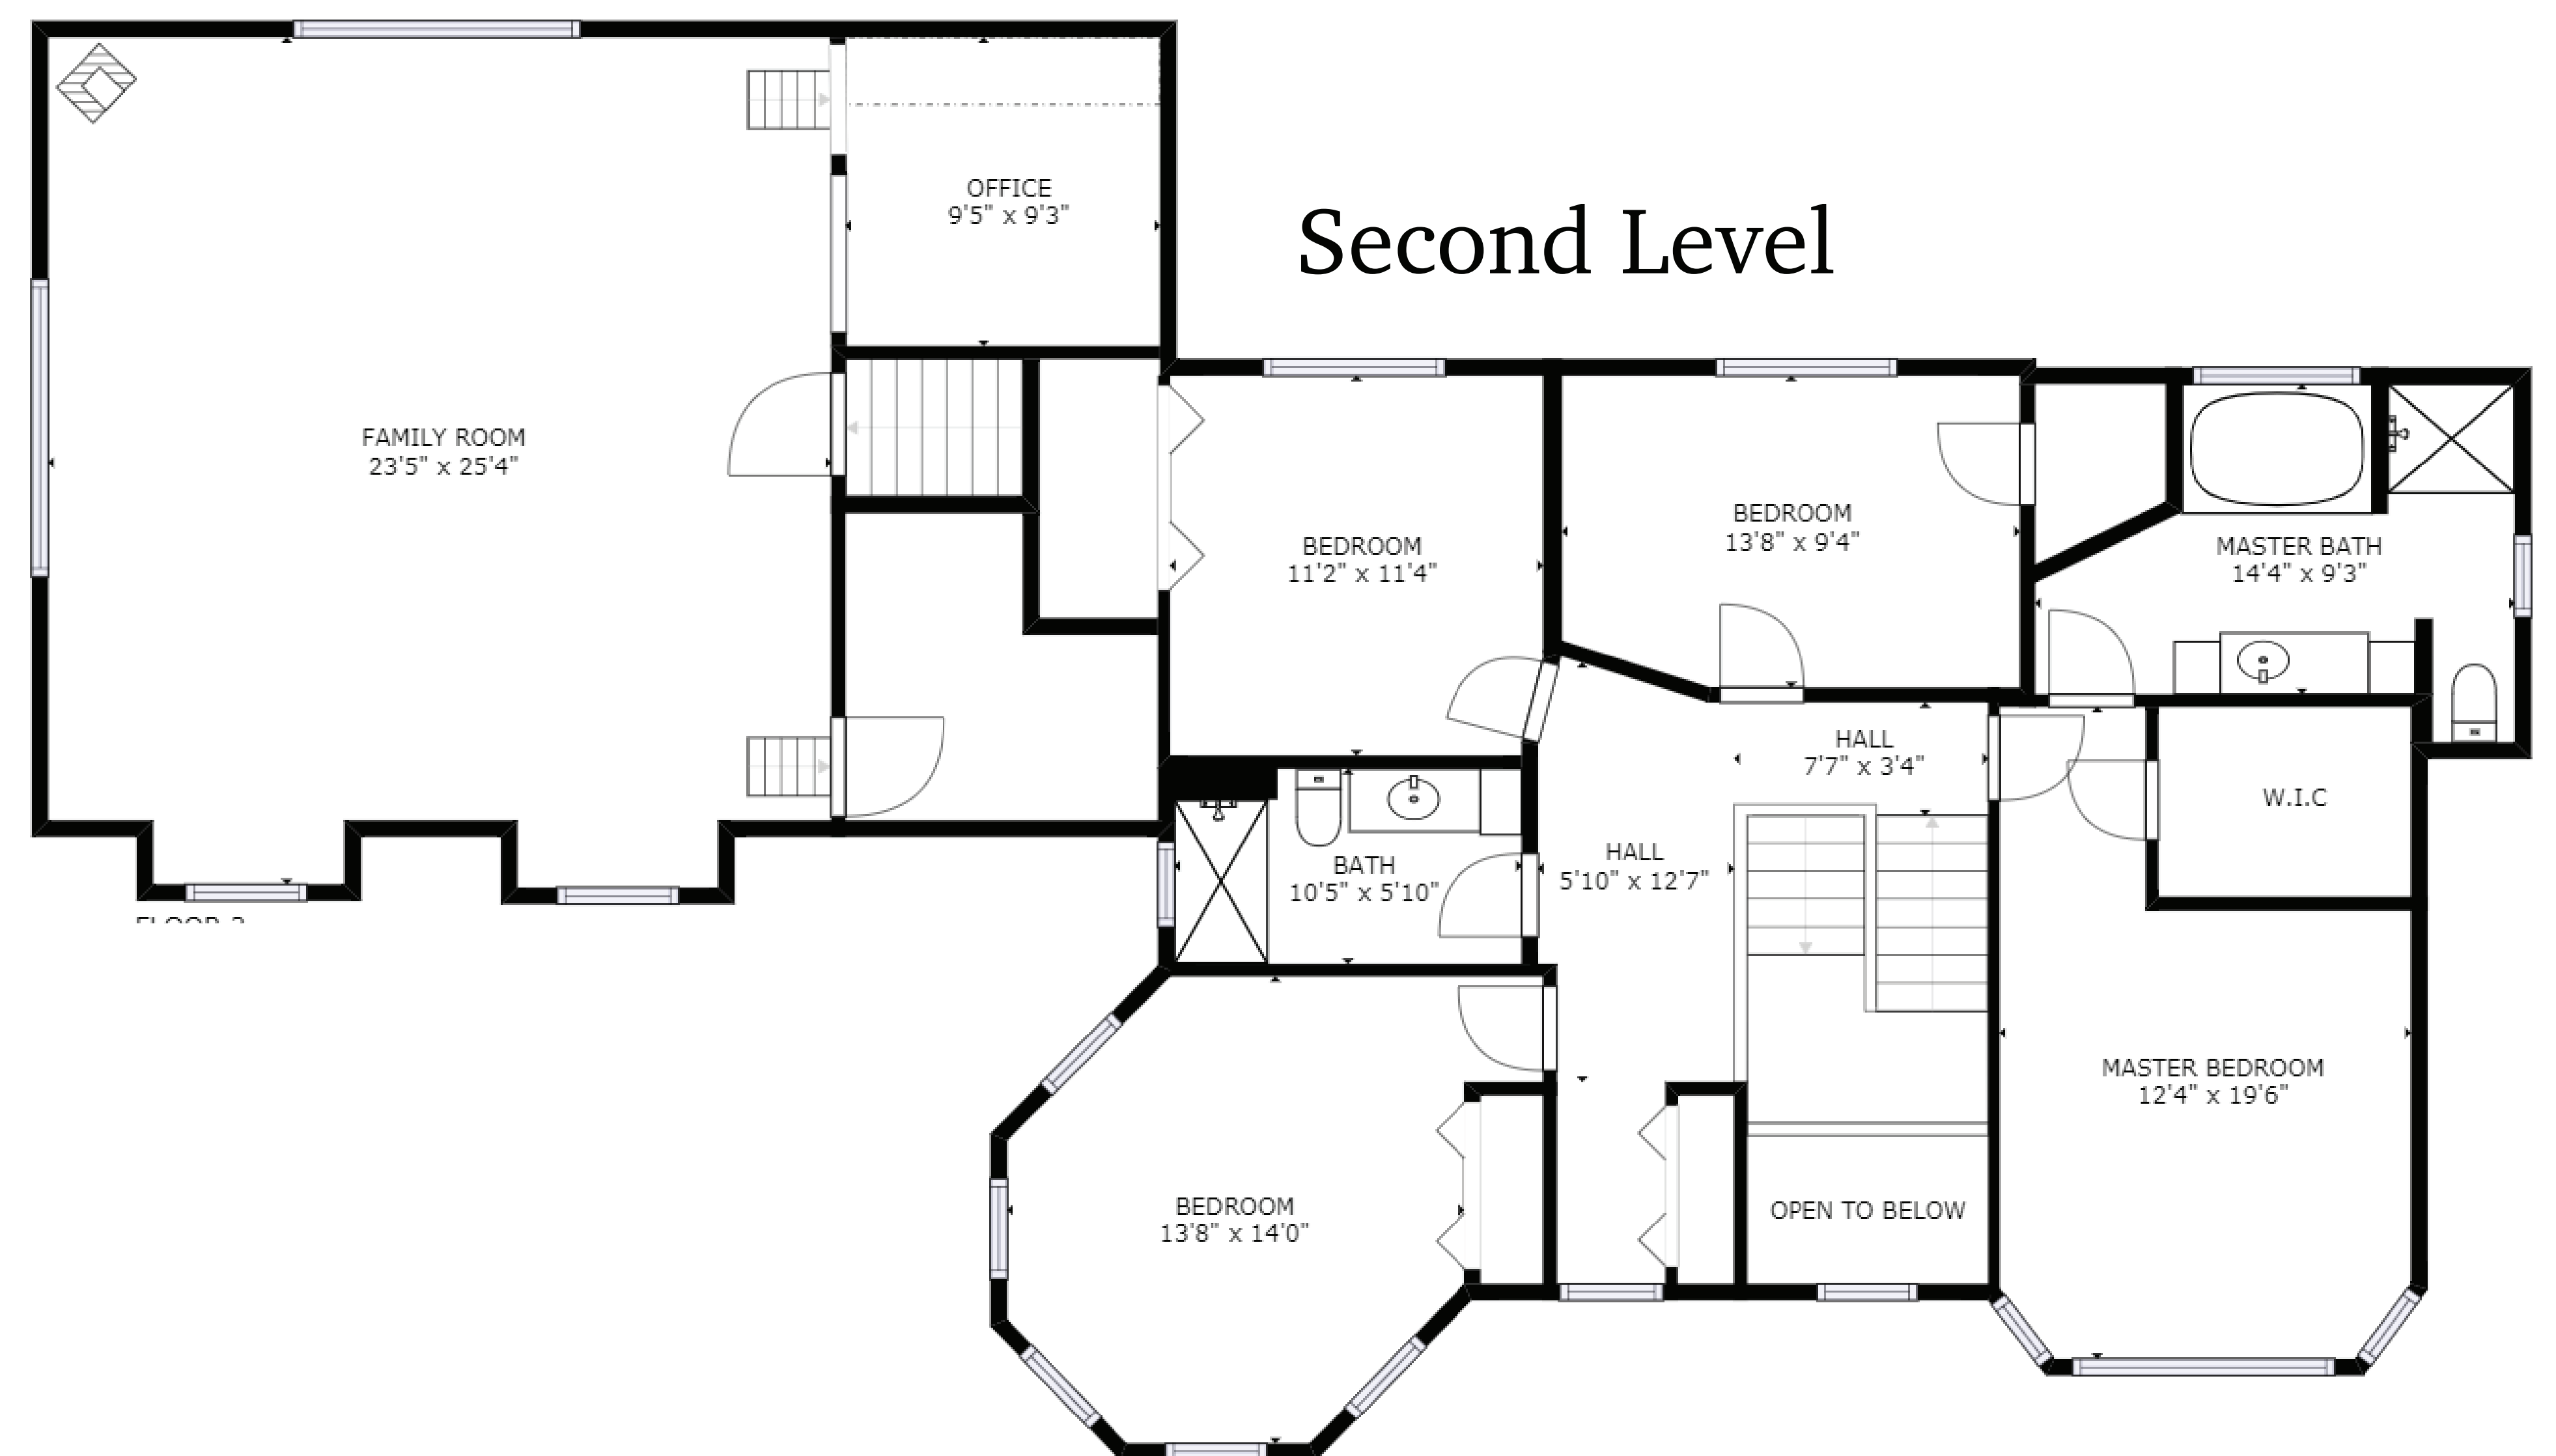 OFFICE
9'5" x 9'3"
Second Level
FAMILY ROOM
23'5" x 25'4"
BEDROOM
11'2" x 11'4"
BEDROOM
13'8" x 9'4"
MASTER BATH
14'4" x 9'3"
HALL
7'7" x 3'4"
W.I.C
BATH
10'5" x 5'10"
HALL
5'10" x 12'7"
MASTER BEDROOM
12'4" x 19'6"
BEDROOM
13'8" x 14'0"
OPEN TO BELOW